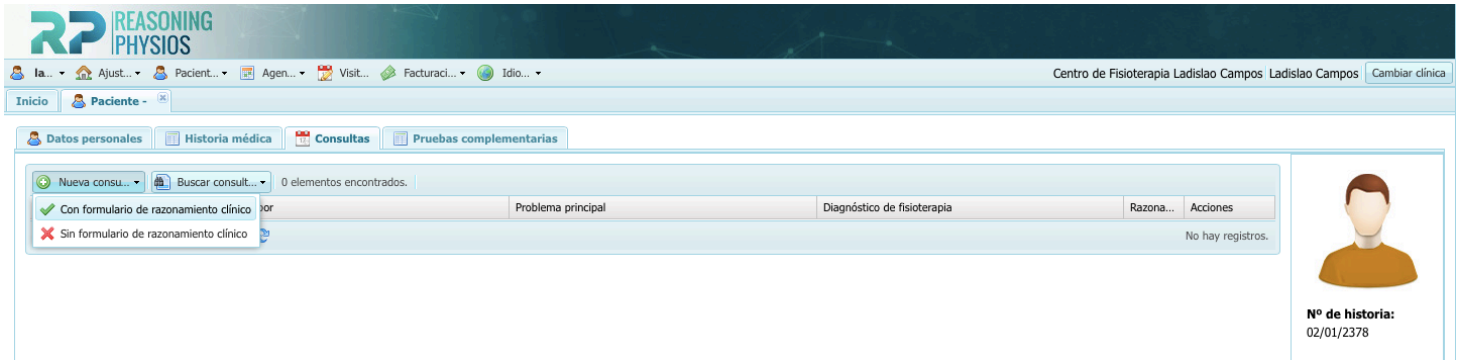 RP REASONING
PHYSIOS
la... Ajust... Pacient... Agen... Visit... Facturaci... Idio... Centro de Fisioterapia Ladislao Campos Ladislao Campos Cambiar clínica
Inicio Paciente -
Datos personales Historia médica Consultas Pruebas complementarias
Nueva consu... Buscar consult... 0 elementos encontrados.
Con formulario de razonamiento clínico por Problema principal Diagnóstico de fisioterapia Razona... Acciones
Sin formulario de razonamiento clínico No hay registros.
Nº de historia:
02/01/2378